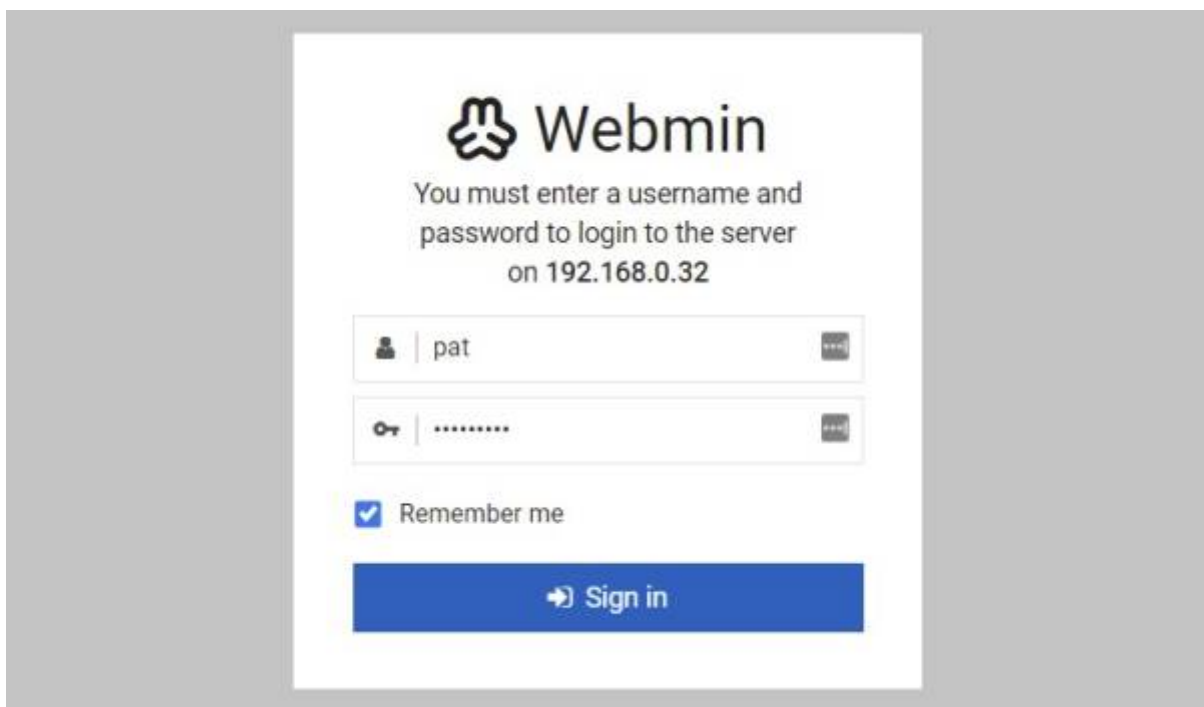 Webmin
You must enter a username and
password to login to the server
on 192.168.0.32
pat
•••••••••
Remember me
Sign in